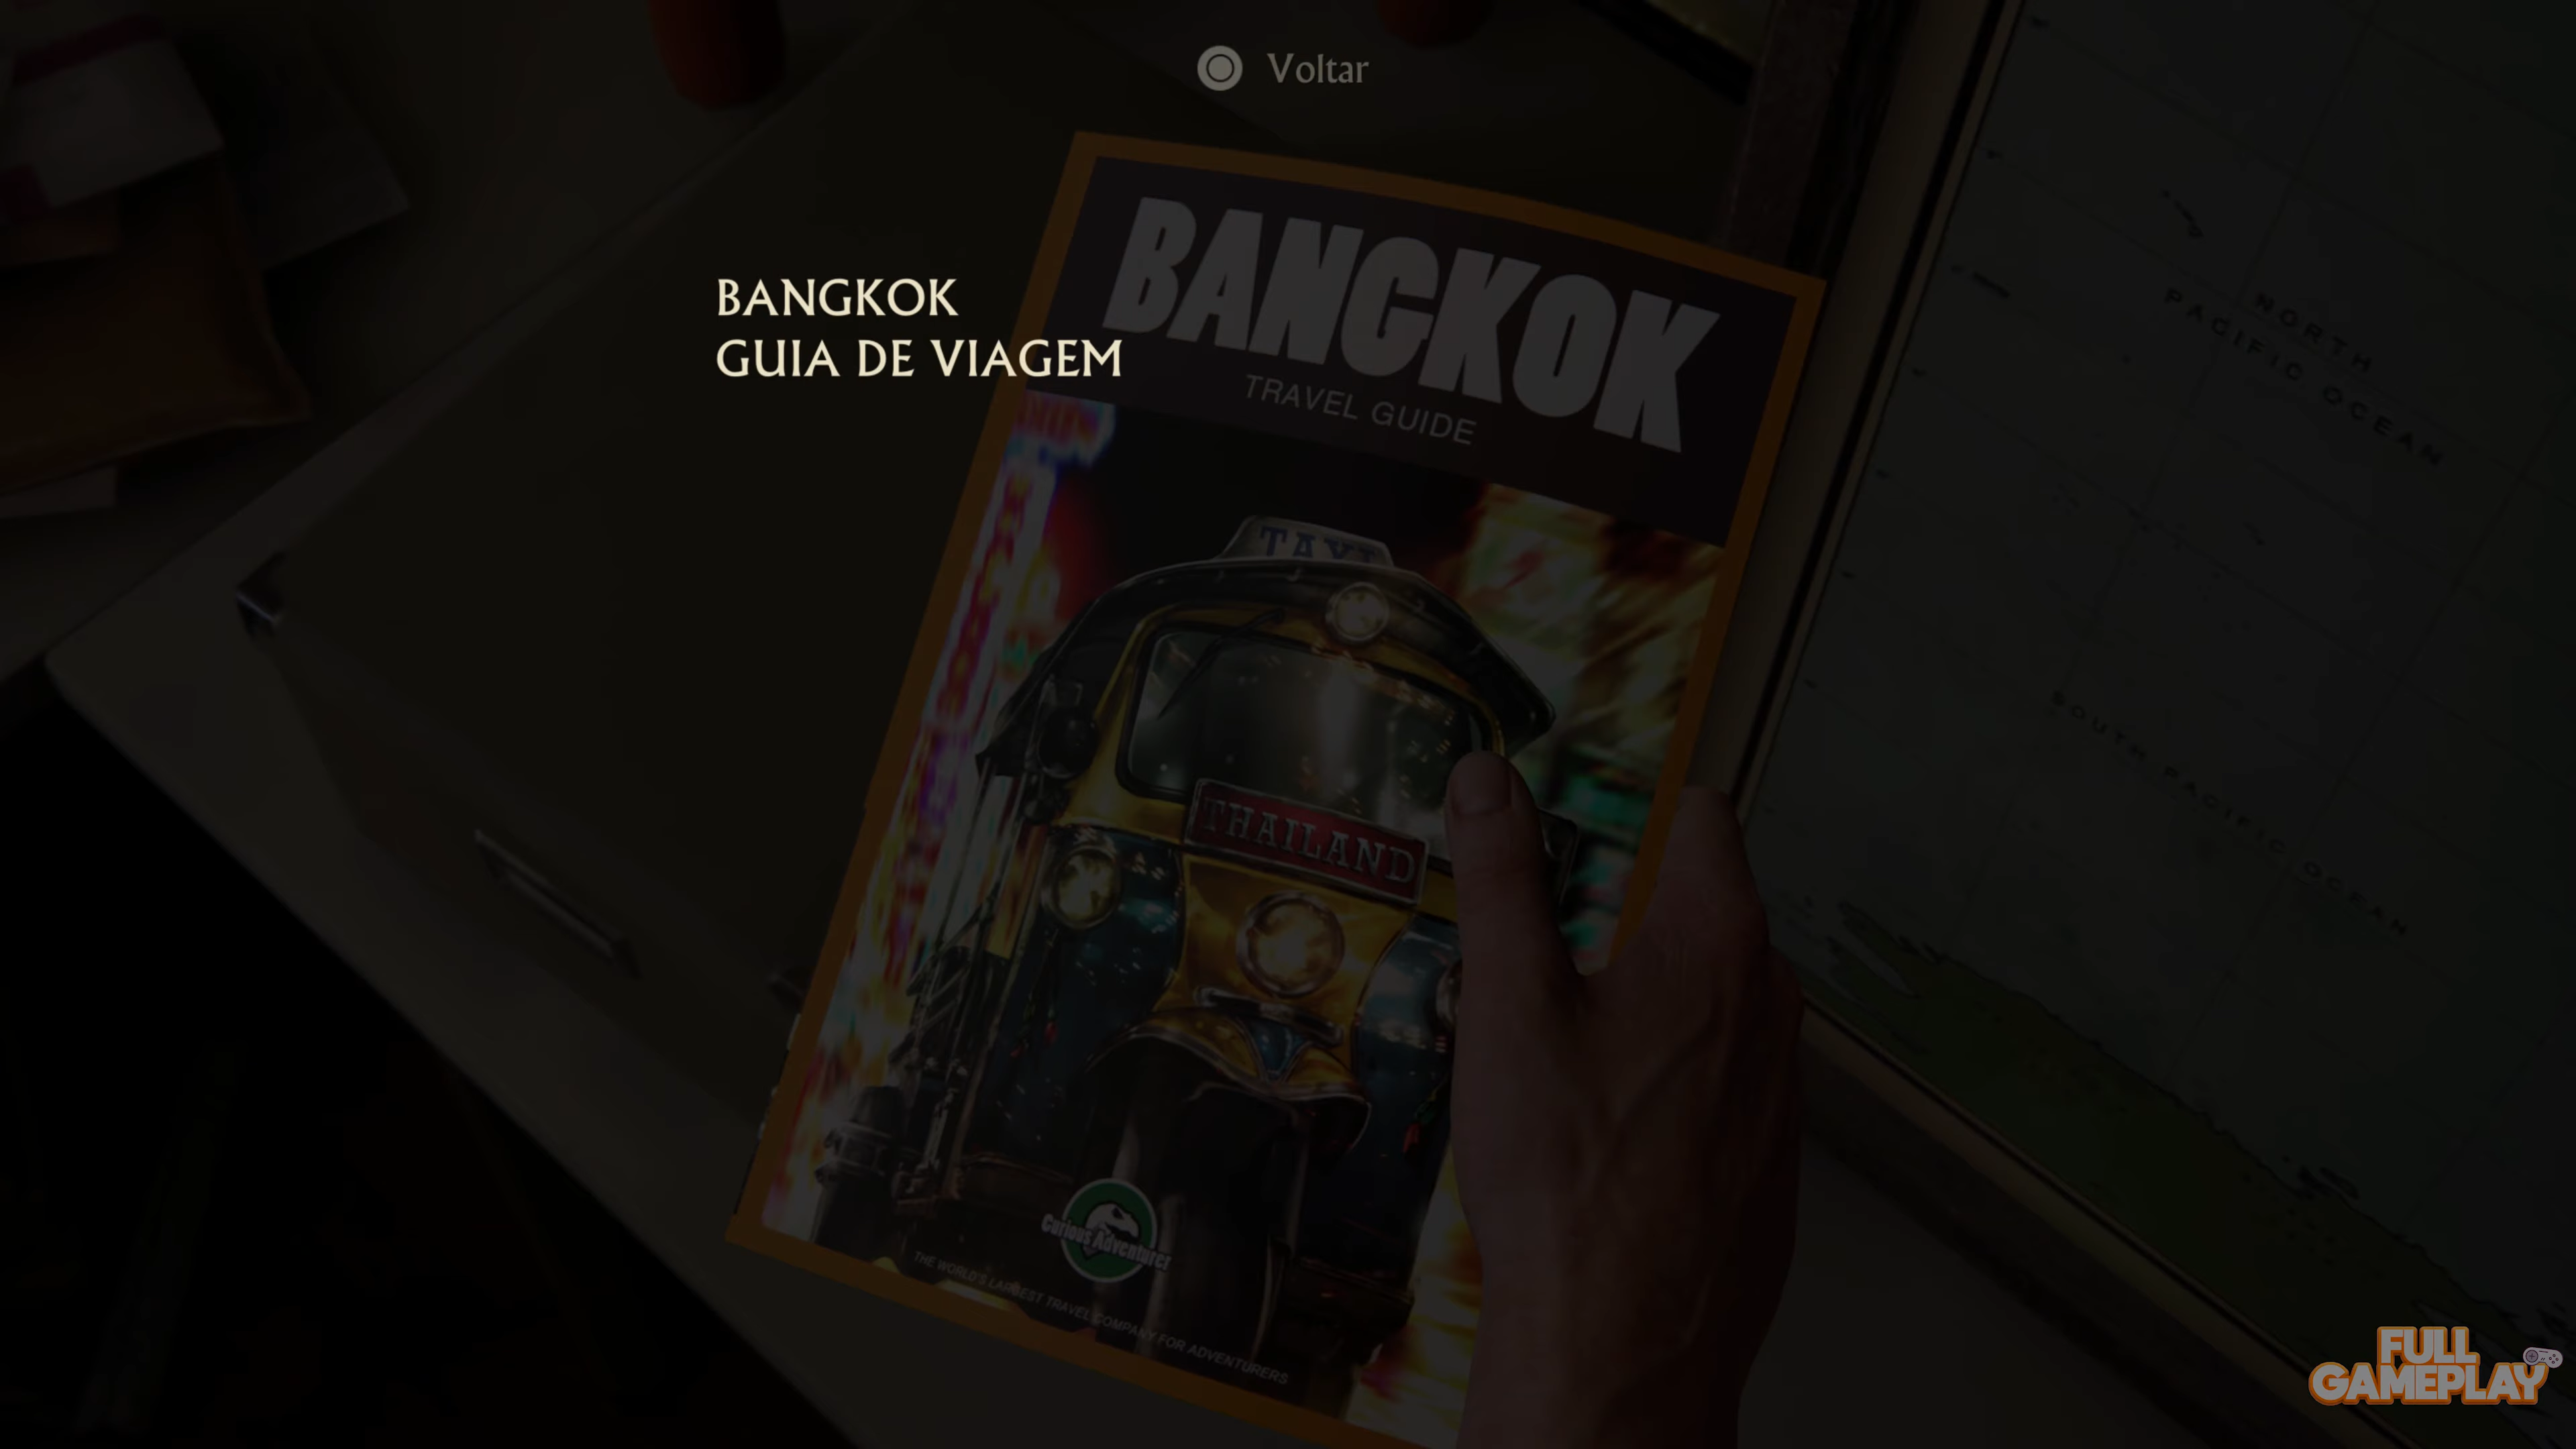 Voltar
BANGKOK
GUIA DE VIAGEM
BANGKOK
TRAVEL GUIDE
TAXI
THAILAND
Curious Adventurer
THE WORLD'S LARGEST TRAVEL COMPANY FOR ADVENTURERS
NORTH
PACIFIC OCEAN
SOUTH PACIFIC OCEAN
FULL
GAMEPLAY